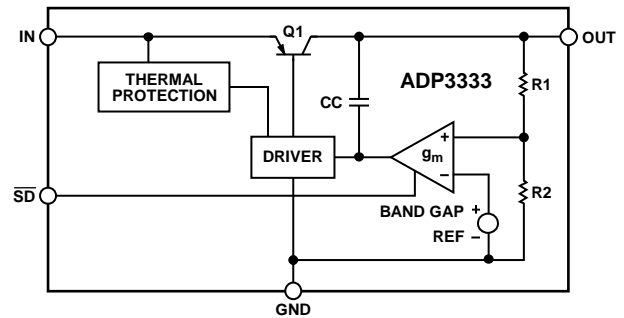 IN
Q1
OUT
THERMAL
PROTECTION
CC
ADP3333
R1
DRIVER
+
gm
–
SD
R2
BAND GAP
+
REF
–
GND